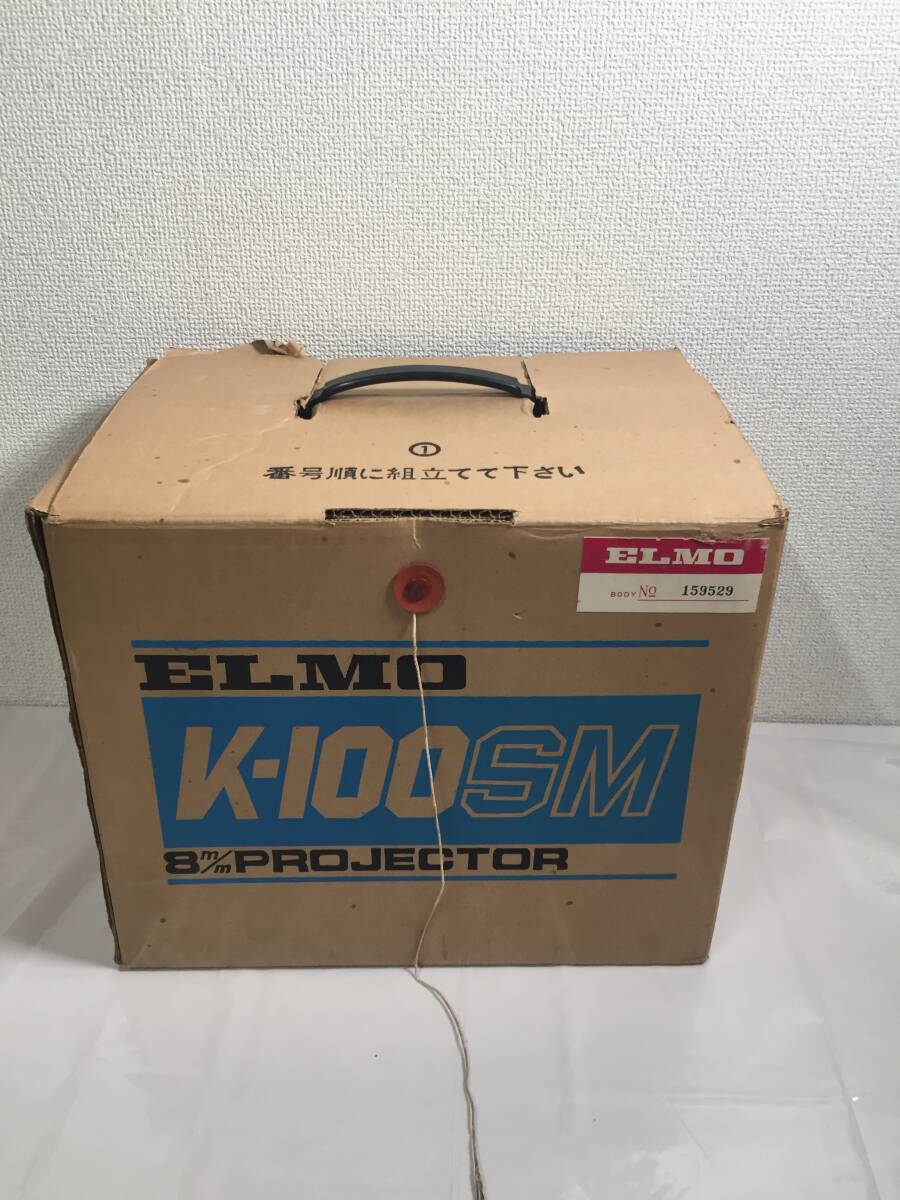 ①
番号順に組立てて下さい
ELMO
BODY No 159529
ELMO
K-100SM
8m/m PROJECTOR